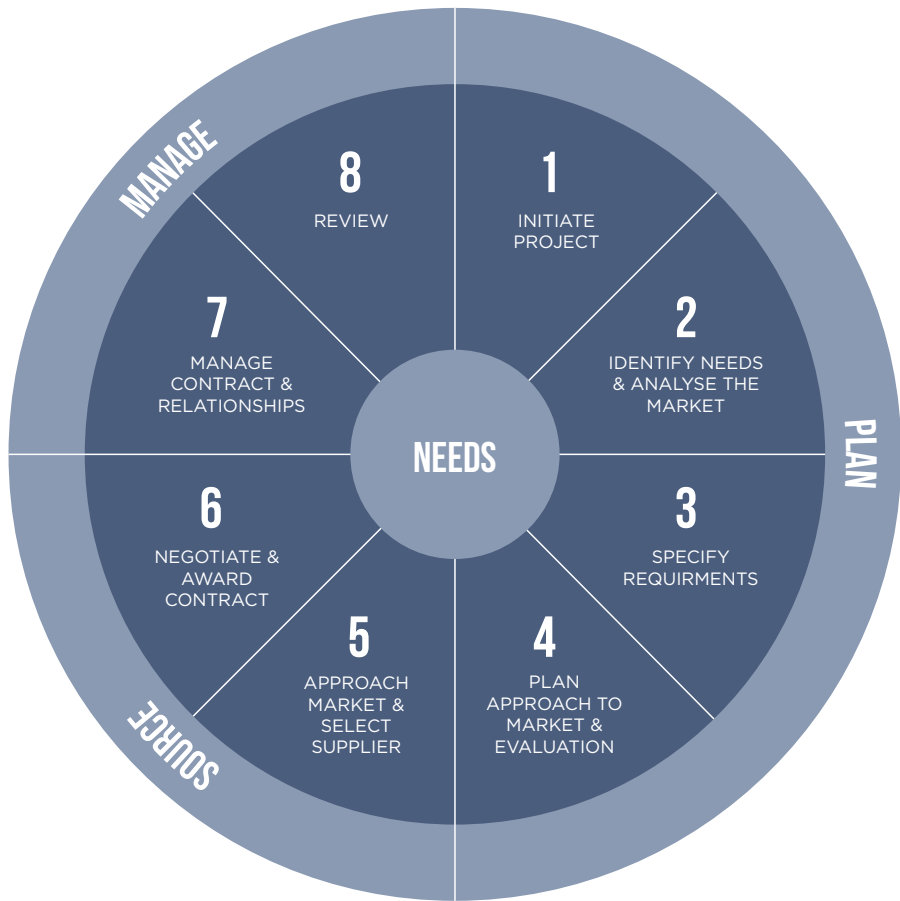 MANAGE
PLAN
SOURCE
NEEDS
1
INITIATE
PROJECT
2
IDENTIFY NEEDS
& ANALYSE THE
MARKET
3
SPECIFY
REQUIRMENTS
4
PLAN
APPROACH TO
MARKET &
EVALUATION
5
APPROACH
MARKET &
SELECT
SUPPLIER
6
NEGOTIATE &
AWARD
CONTRACT
7
MANAGE
CONTRACT &
RELATIONSHIPS
8
REVIEW